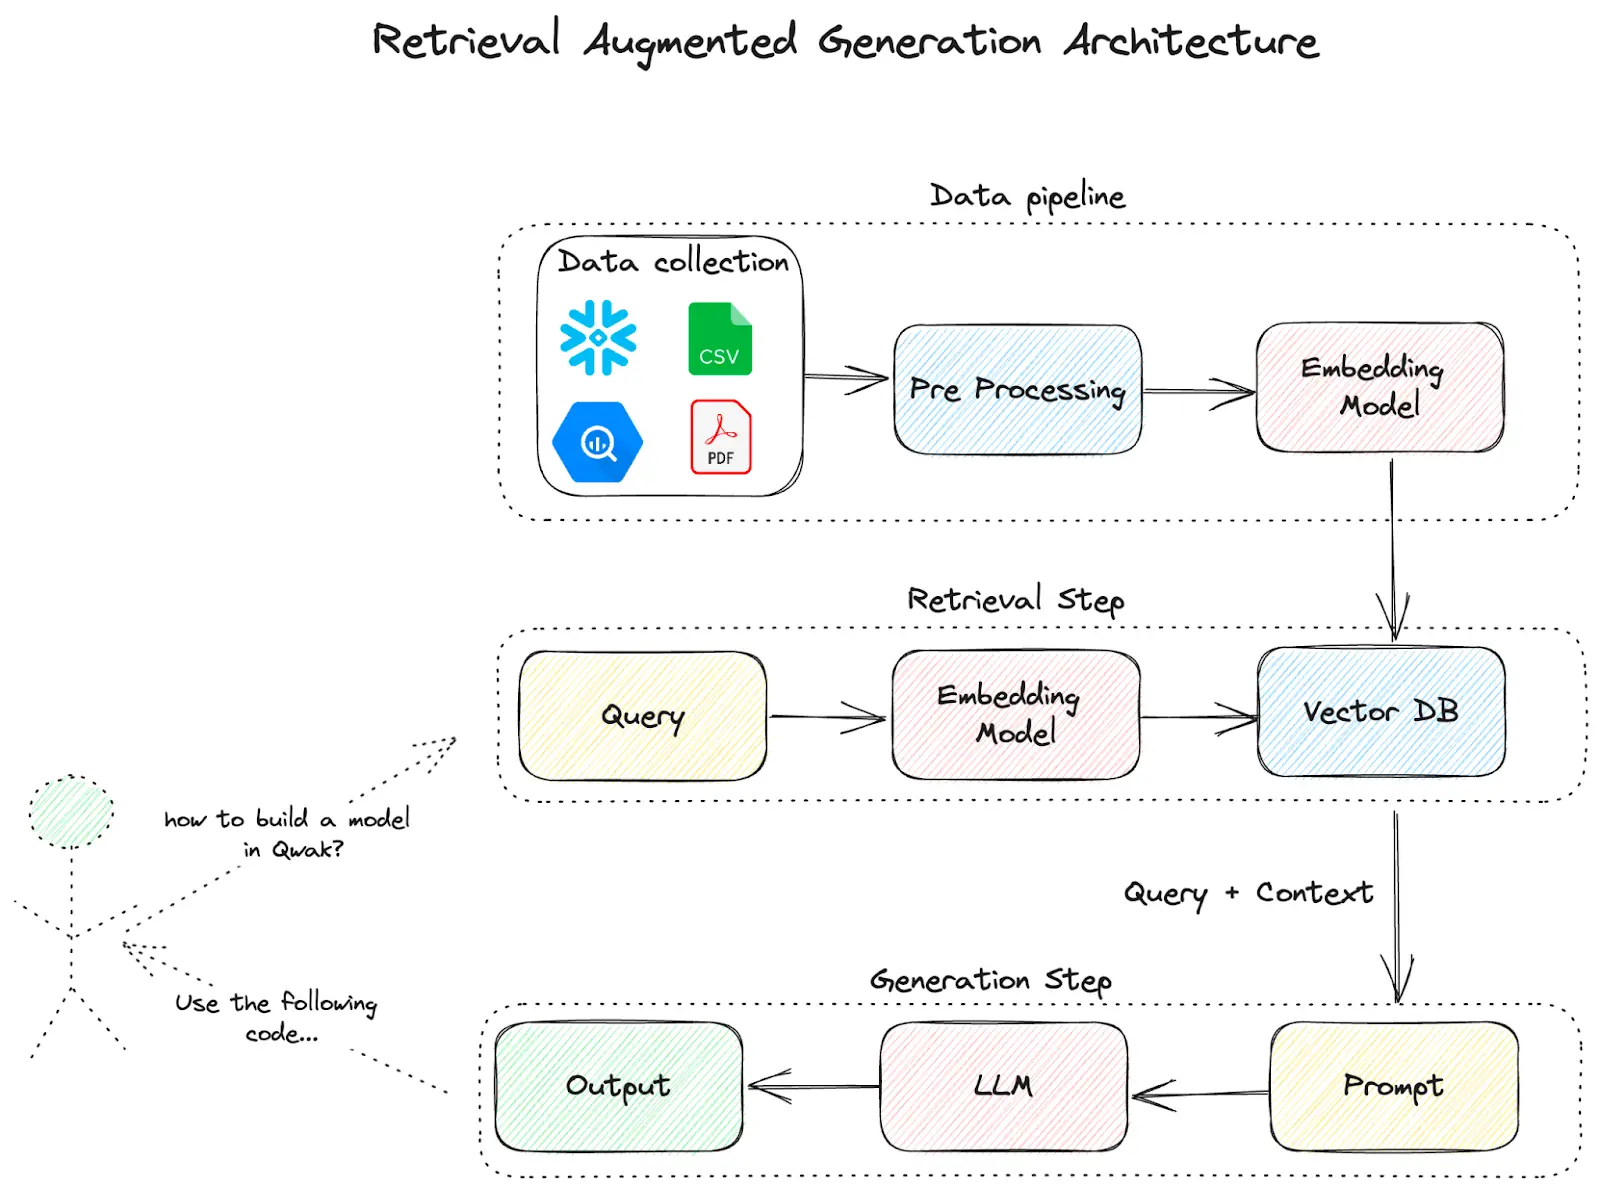 Retrieval Augmented Generation Architecture
Data pipeline
Data collection
CSV
PDF
Pre Processing
Embedding
Model
Retrieval Step
Query
Embedding
Model
Vector DB
how to build a model
in Qwak?
Query + Context
Use the following
code...
Generation Step
Output
LLM
Prompt